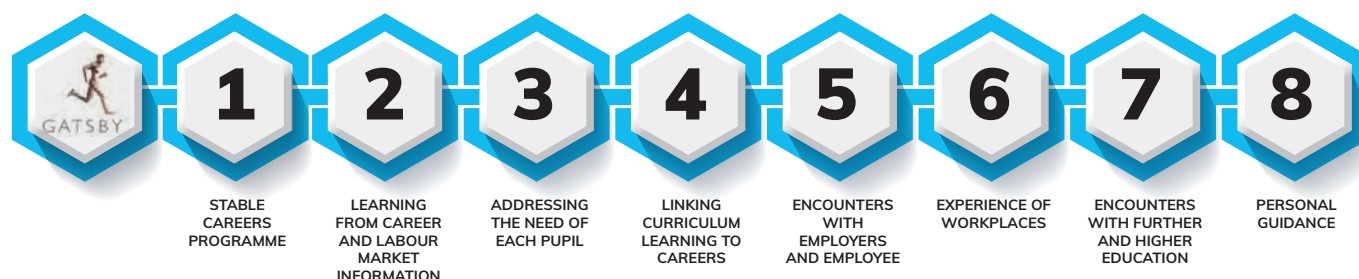 GATSBY
1
2
3
4
5
6
7
8
STABLE
CAREERS
PROGRAMME
LEARNING
FROM CAREER
AND LABOUR
MARKET
INFORMATION
ADDRESSING
THE NEED OF
EACH PUPIL
LINKING
CURRICULUM
LEARNING TO
CAREERS
ENCOUNTERS
WITH
EMPLOYERS
AND EMPLOYEE
EXPERIENCE OF
WORKPLACES
ENCOUNTERS
WITH FURTHER
AND HIGHER
EDUCATION
PERSONAL
GUIDANCE